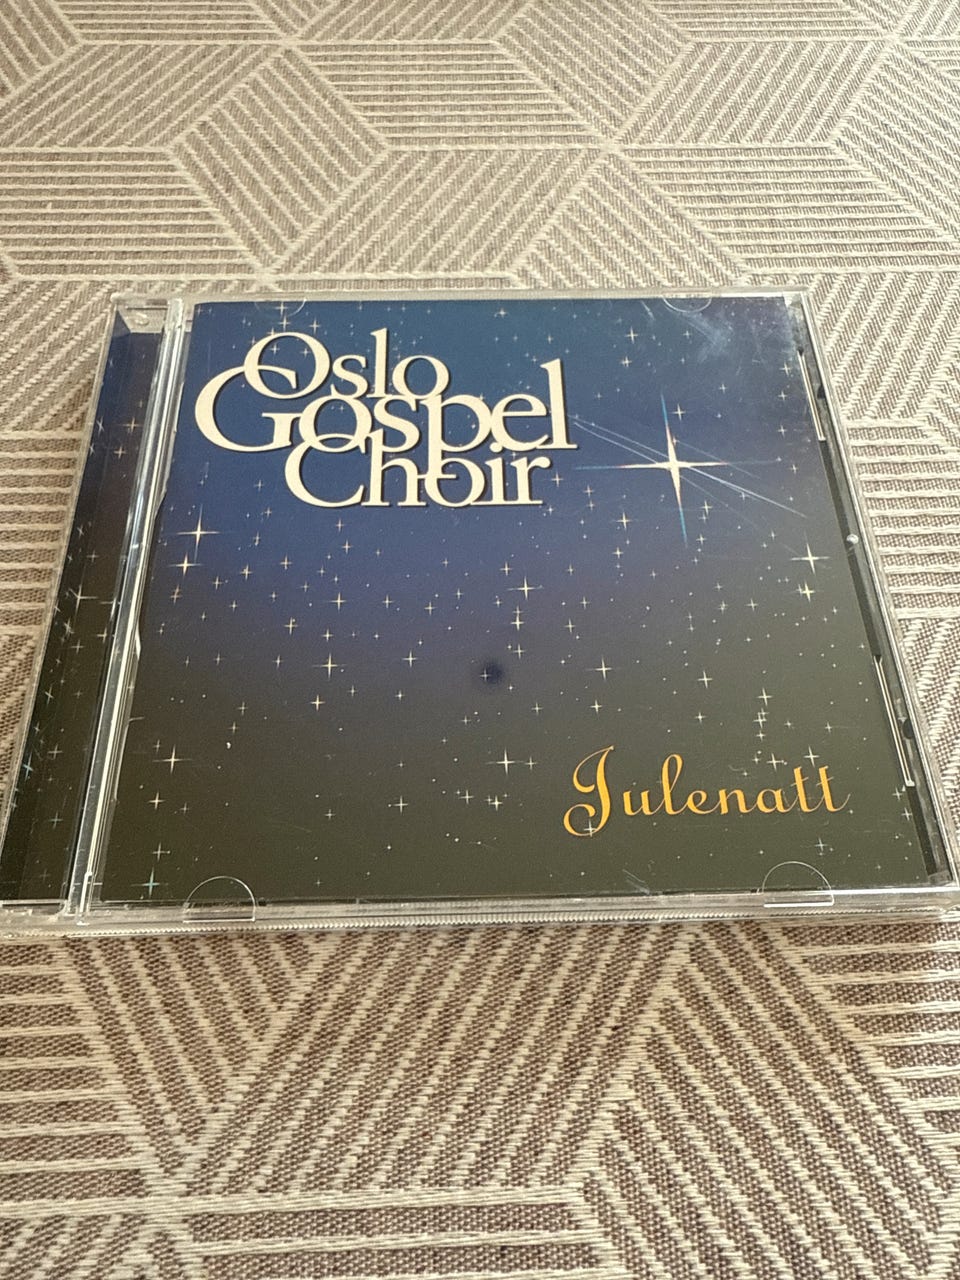 Oslo
Gospel
Choir
Julenatt